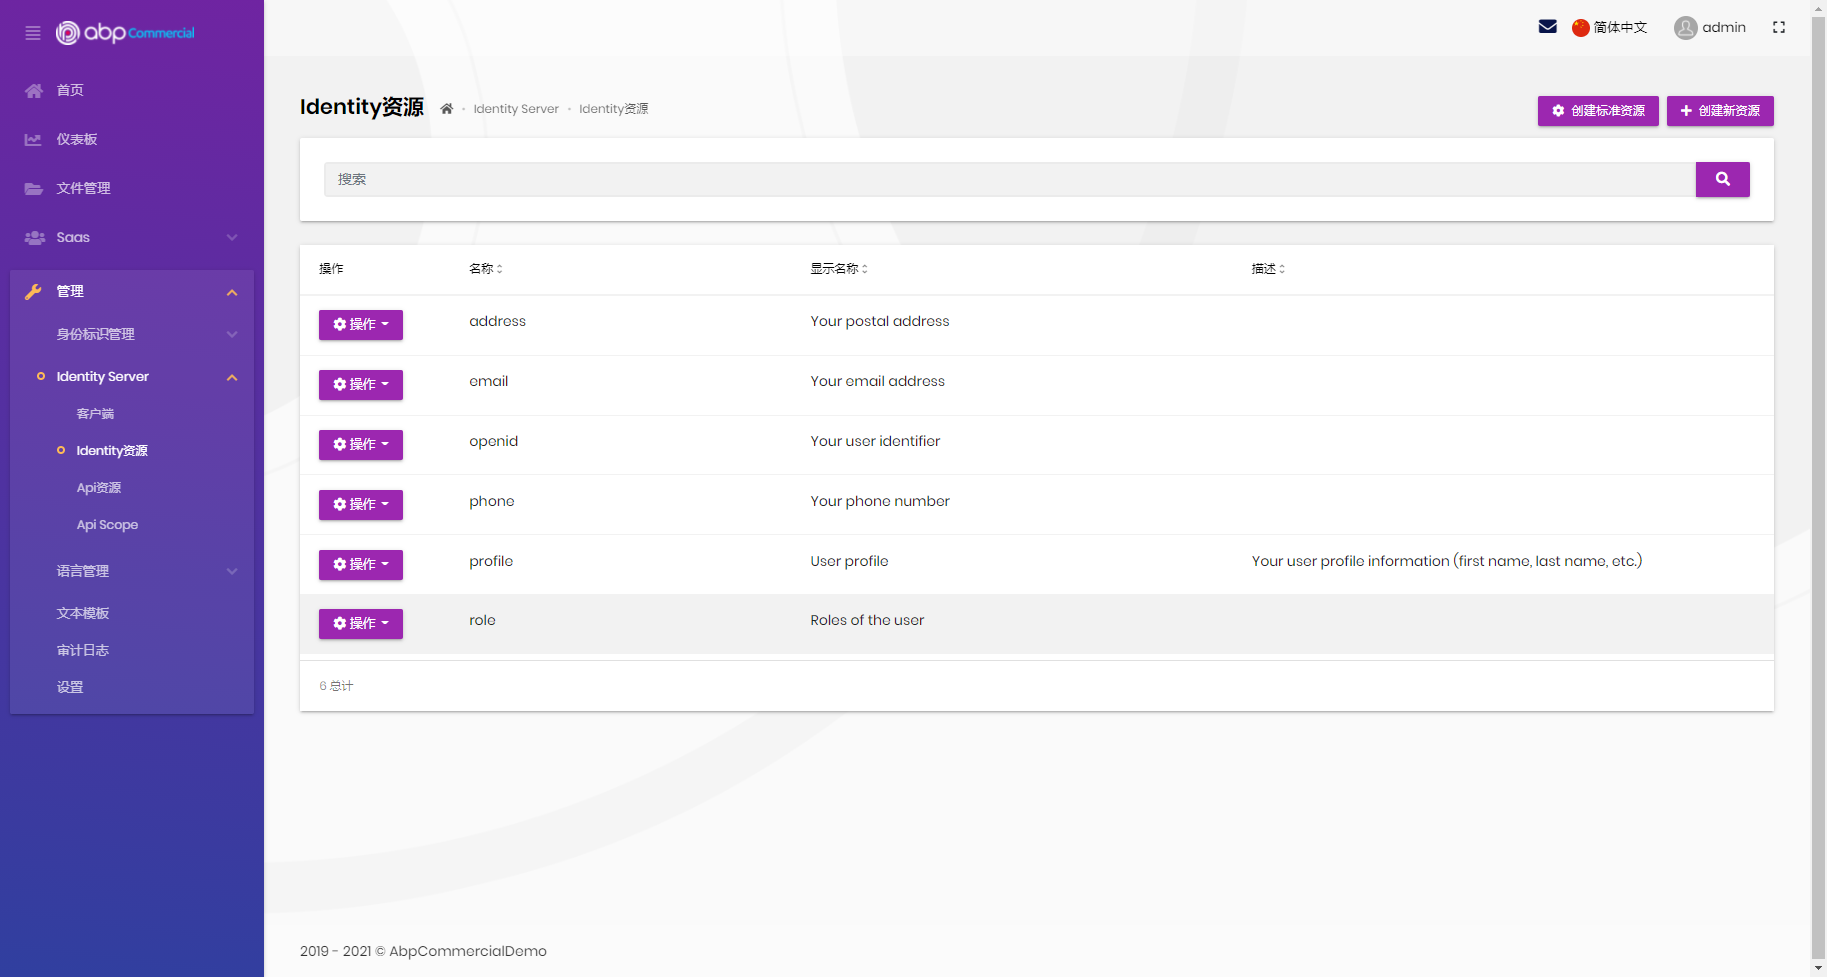 abp Commercial
首页
仪表板
文件管理
Saas
管理
身份标识管理
Identity Server
客户端
Identity资源
Api资源
Api Scope
语言管理
文本模板
审计日志
设置
简体中文
admin
Identity资源
Identity Server
Identity资源
创建标准资源
创建新资源
搜索
操作 名称 显示名称 描述
操作 address Your postal address
操作 email Your email address
操作 openid Your user identifier
操作 phone Your phone number
操作 profile User profile Your user profile information (first name, last name, etc.)
操作 role Roles of the user
6 总计
2019 - 2021 © AbpCommercialDemo